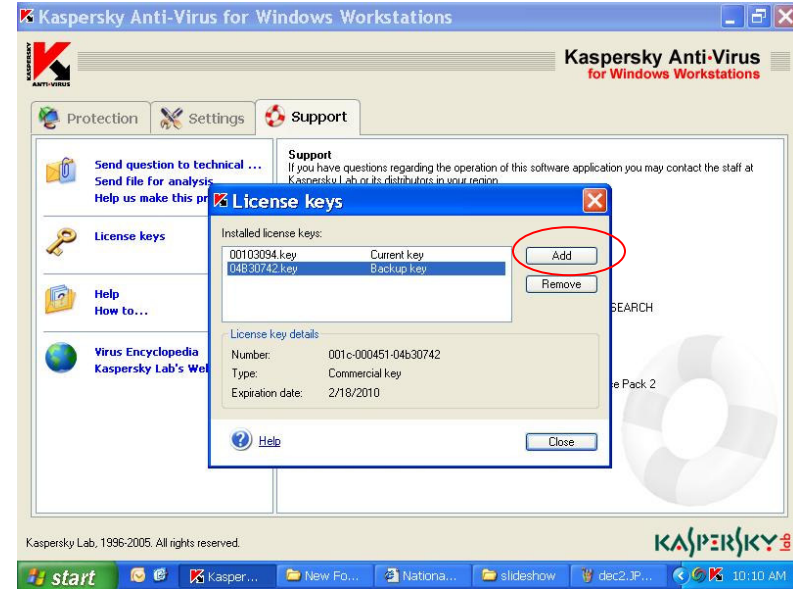 Kaspersky Anti-Virus for Windows Workstations
KASPERSKY
ANTI-VIRUS
Kaspersky Anti-Virus
for Windows Workstations
Protection
Settings
Support
Send question to technical ...
Send file for analysis
Help us make this pr
License keys
Help
How to...
Virus Encyclopedia
Kaspersky Lab's Wel
Support
If you have questions regarding the operation of this software application you may contact the staff at
Kaspersky Lab or its distributors in your region
License keys
Installed license keys:
00103094.key Current key
04B30742.key Backup key
Add
Remove
License key details
Number: 001c-000451-04b30742
Type: Commercial key
Expiration date: 2/18/2010
Help
Close
SEARCH
e Pack 2
Kaspersky Lab, 1996-2005. All rights reserved.
KASPERSKY lab
start
Kasper...
New Fo...
Nationa...
slideshow
dec2.JP...
10:10 AM